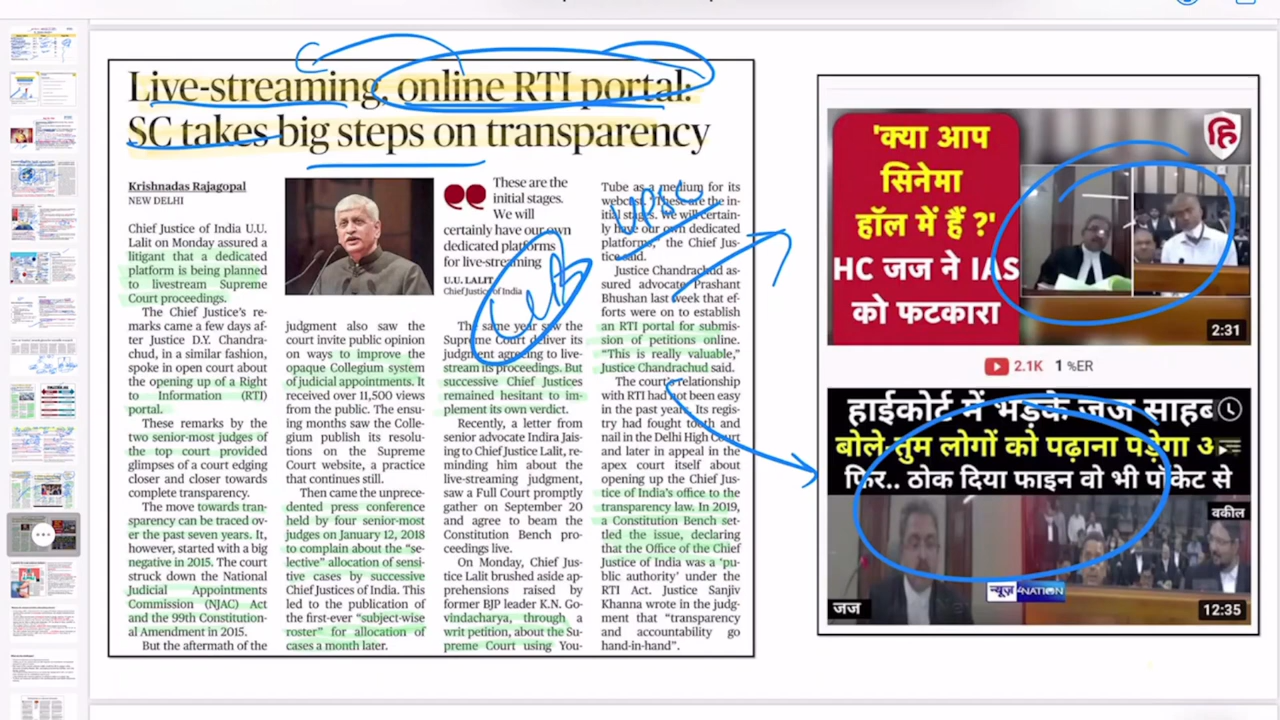 Live-streaming, online RTI portal:
SC takes big steps on transparency
Krishnadas Rajagopal
NEW DELHI
Chief Justice of India U.U.
Lalit on Monday assured a
litigant that a dedicated
platform is being planned
to livestream Supreme
Court proceedings.
The Chief Justice's re-
marks came a few days af-
ter Justice D.Y. Chandra-
chud, in a similar fashion,
spoke in open court about
the opening up of a Right
to Information (RTI)
portal.
These remarks by the
two seniormost judges of
the top court provided
glimpses of a court edging
closer and closer towards
complete transparency.
The move towards tran-
sparency can be traced ov-
er the past seven years. It,
however, started with a big
negative in 2015. The court
struck down the National
Judicial Appointments
Commission (NJAC) Act
and the 99th Constitution-
al Amendment in 2015.
But the aftermath of the
judgment also saw the
court invite public opinion
on ways to improve the
opaque Collegium system
of judicial appointments. It
received over 11,500 views
from the public. The ensu-
ing months saw the Colle-
gium publish its resolu-
tions on the Supreme
Court website, a practice
that continues still.
Then came the unprece-
dented press conference
held by four senior-most
judges on January 12, 2018
to complain about the "se-
lective" allocation of sensi-
tive cases by successive
Chief Justices of India. This
led to the publication of
the first-ever "subject-wise
roster" for allocation of
cases a month later.
These are the
initial stages.
We will
certainly have our own
dedicated platforms
for live-streaming
U.U. LALIT
Chief Justice of India
The same year saw the
Supreme Court deliver its
judgment agreeing to live-
stream its proceedings. But
successive Chief Justices
remained hesitant to im-
plement its own verdict.
Recently, a letter from
senior advocate Indira Jais-
ing to Chief Justice Lalit, re-
minding him about the
live-streaming judgment,
saw a Full Court promptly
gather on September 20
and agree to beam the
Constitution Bench pro-
ceedings live.
On Monday, Chief Jus-
tice Lalit brushed aside ap-
prehensions raised by
former BJP leader K.N. Go-
vindacharya, through a
writ petition, about the Su-
preme Court using You-
Tube as a medium for its
webcast. "These are the in-
itial stages. We will certain-
ly have our own dedicated
platforms," the Chief Jus-
tice said.
Justice Chandrachud as-
sured advocate Prashant
Bhushan last week that ef-
forts were on to establish
an RTI portal for submis-
sion of petitions online.
"This is really valuable,"
Justice Chandrachud said.
The court's relationship
with RTI had not been easy
in the past years. Its regis-
try had fought tooth and
nail in the Delhi High Court
and later in appeal in the
apex court itself about
opening up the Chief Jus-
tice of India's office to the
transparency law. In 2019,
a Constitution Bench set-
tled the issue, declaring
that the Office of the Chief
Justice of India was a 'pu-
blic authority' under the
RTI Act. Justice Sanjiv
Khanna wrote in the judg-
ment that "transparency
and accountability go
hand-in-hand".
'क्या आप
सिनेमा
हॉल में हैं ?'
HC जज ने IAS
को फटकारा
हि
2:31
2.1K 1 %ER
हाईकोर्ट में भड़के जज साहब
बोले तुम लोगों को पढ़ाना पड़ेगा
फिर.. ठोक दिया फाइन वो भी पॉकेट से
वकील
जज
न्यूज़ 4NATION
12:35